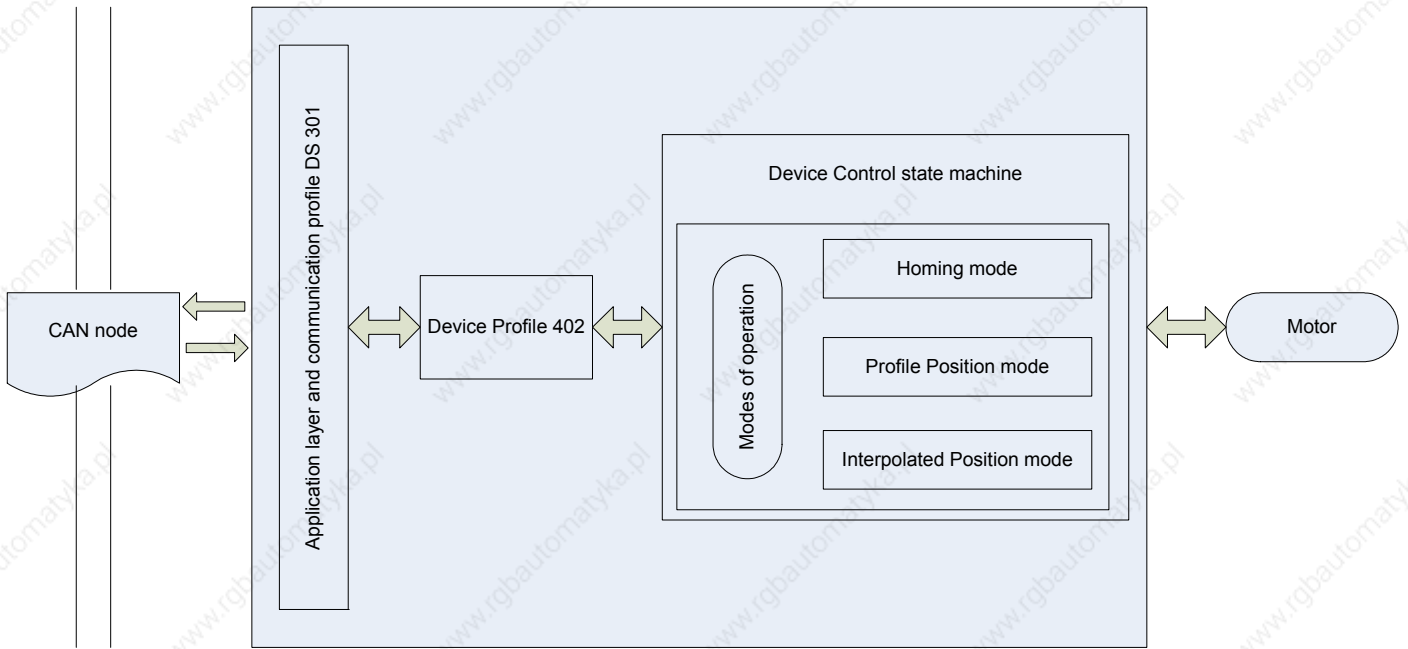 CAN node
Application layer and communication profile DS 301
Device Profile 402
Device Control state machine
Modes of operation
Homing mode
Profile Position mode
Interpolated Position mode
Motor
www.rgbautomatyka.pl